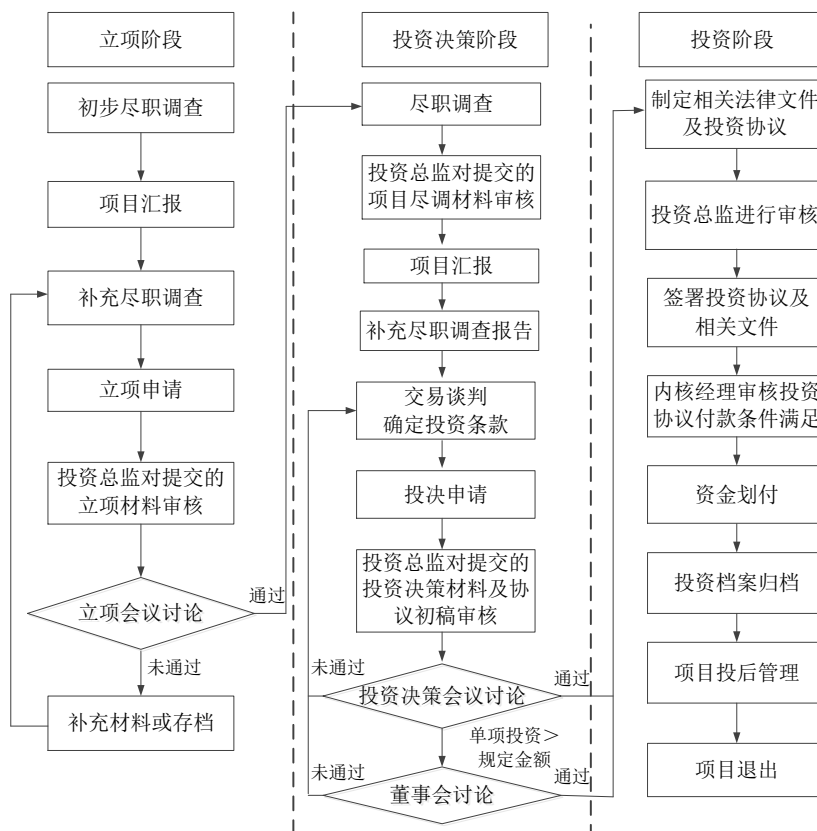 立项阶段
初步尽职调查
项目汇报
补充尽职调查
立项申请
投资总监对提交的
立项材料审核
立项会议讨论
通过
未通过
补充材料或存档
投资决策阶段
尽职调查
投资总监对提交的
项目尽调材料审核
项目汇报
补充尽职调查报告
交易谈判
确定投资条款
投决申请
投资总监对提交的
投资决策材料及协
议初稿审核
未通过
投资决策会议讨论
通过
单项投资＞
规定金额
未通过
董事会讨论
通过
投资阶段
制定相关法律文件
及投资协议
投资总监进行审核
签署投资协议及
相关文件
内核经理审核投资
协议付款条件满足
资金划付
投资档案归档
项目投后管理
项目退出